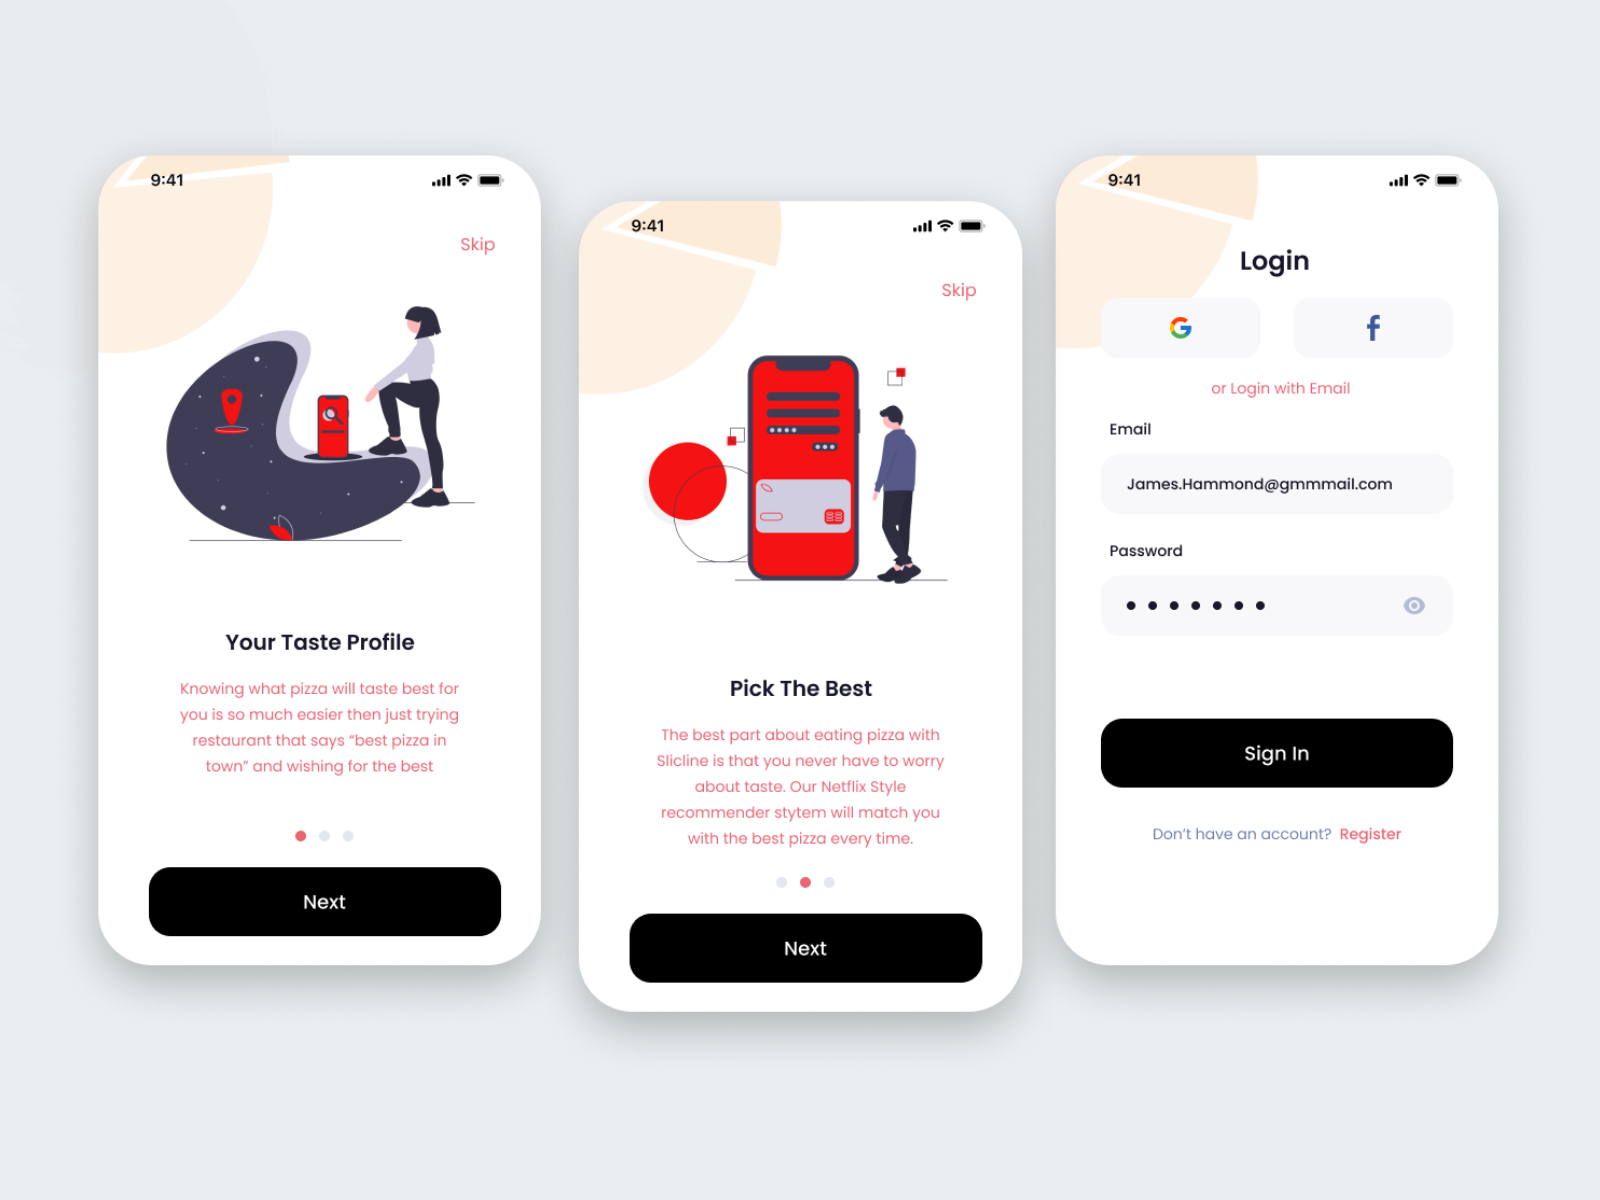 9:41
Skip
Your Taste Profile
Knowing what pizza will taste best for
you is so much easier then just trying
restaurant that says “best pizza in
town” and wishing for the best
Next
9:41
Skip
Pick The Best
The best part about eating pizza with
Slicline is that you never have to worry
about taste. Our Netflix Style
recommender stytem will match you
with the best pizza every time.
Next
9:41
Login
or Login with Email
Email
James.Hammond@gmmmail.com
Password
Sign In
Don’t have an account? Register